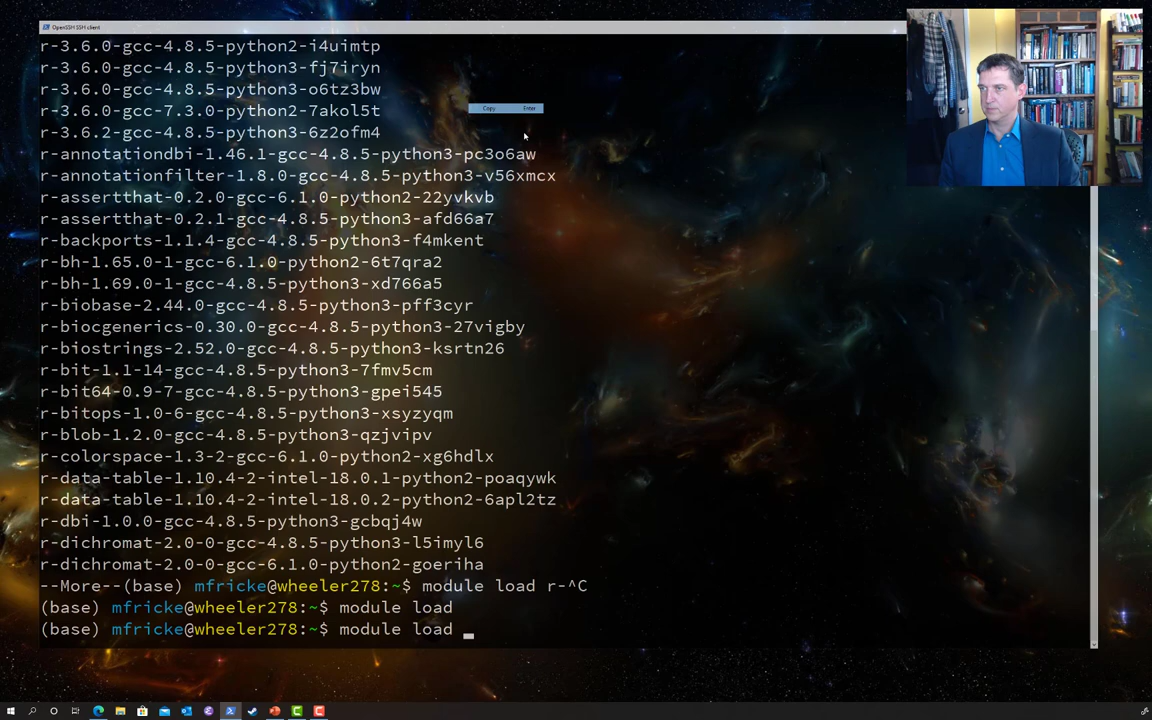 OpenSSH SSH client
r-3.6.0-gcc-4.8.5-python2-i4uimtp
r-3.6.0-gcc-4.8.5-python3-fj7iryn
r-3.6.0-gcc-4.8.5-python3-o6tz3bw
r-3.6.0-gcc-7.3.0-python2-7akol5t
Copy Enter
r-3.6.2-gcc-4.8.5-python3-6z2ofm4
r-annotationdbi-1.46.1-gcc-4.8.5-python3-pc3o6aw
r-annotationfilter-1.8.0-gcc-4.8.5-python3-v56xmcx
r-assertthat-0.2.0-gcc-6.1.0-python2-22yvkvb
r-assertthat-0.2.1-gcc-4.8.5-python3-afd66a7
r-backports-1.1.4-gcc-4.8.5-python3-f4mkent
r-bh-1.65.0-1-gcc-6.1.0-python2-6t7qra2
r-bh-1.69.0-1-gcc-4.8.5-python3-xd766a5
r-biobase-2.44.0-gcc-4.8.5-python3-pff3cyr
r-biocgenerics-0.30.0-gcc-4.8.5-python3-27vigby
r-biostrings-2.52.0-gcc-4.8.5-python3-ksrtn26
r-bit-1.1-14-gcc-4.8.5-python3-7fmv5cm
r-bit64-0.9-7-gcc-4.8.5-python3-gpei545
r-bitops-1.0-6-gcc-4.8.5-python3-xsyzyqm
r-blob-1.2.0-gcc-4.8.5-python3-qzjvipv
r-colorspace-1.3-2-gcc-6.1.0-python2-xg6hdlx
r-data-table-1.10.4-2-intel-18.0.1-python2-poaqywk
r-data-table-1.10.4-2-intel-18.0.2-python2-6apl2tz
r-dbi-1.0.0-gcc-4.8.5-python3-gcbqj4w
r-dichromat-2.0-0-gcc-4.8.5-python3-l5imyl6
r-dichromat-2.0-0-gcc-6.1.0-python2-goeriha
--More--(base) mfricke@wheeler278:~$ module load r-^C
(base) mfricke@wheeler278:~$ module load
(base) mfricke@wheeler278:~$ module load